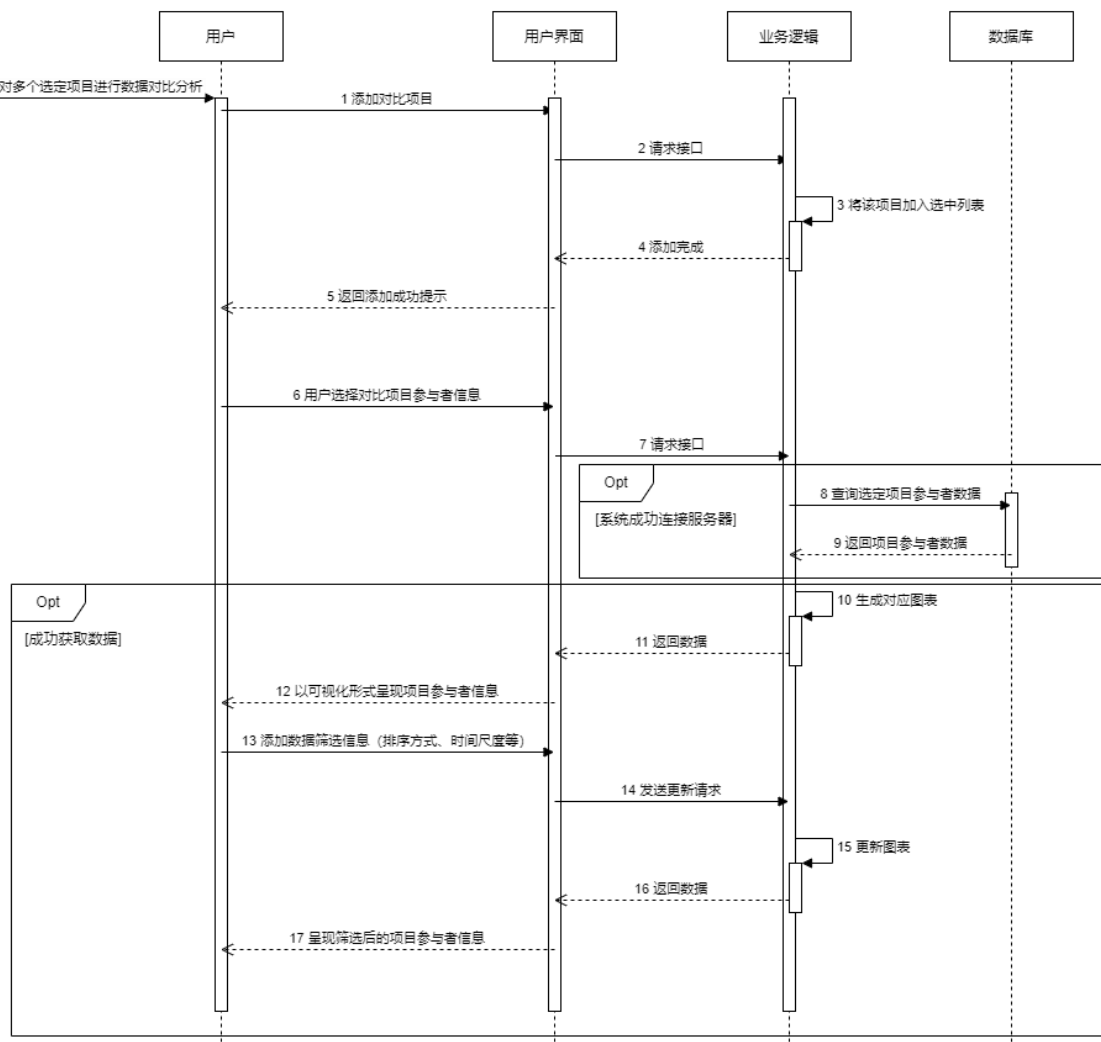 用户
用户界面
业务逻辑
数据库
对多个选定项目进行数据对比分析
1 添加对比项目
2 请求接口
3 将该项目加入选中列表
4 添加完成
5 返回添加成功提示
6 用户选择对比项目参与者信息
7 请求接口
Opt
[系统成功连接服务器]
8 查询选定项目参与者数据
9 返回项目参与者数据
Opt
[成功获取数据]
10 生成对应图表
11 返回数据
12 以可视化形式呈现项目参与者信息
13 添加数据筛选信息（排序方式、时间尺度等）
14 发送更新请求
15 更新图表
16 返回数据
17 呈现筛选后的项目参与者信息